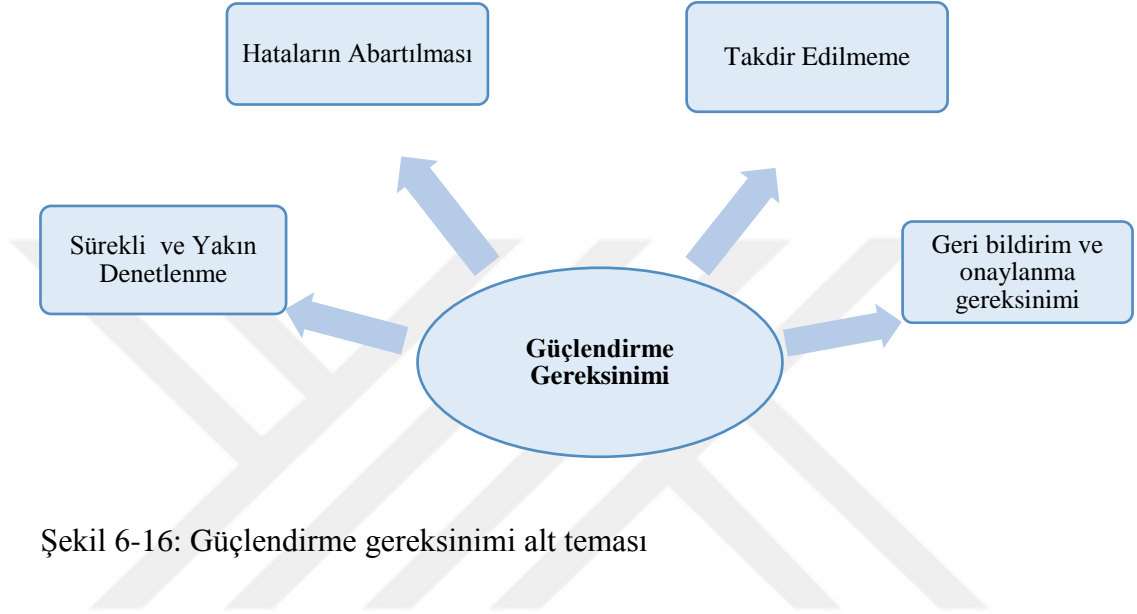 Hataların Abartılması
Takdir Edilmeme
Sürekli ve Yakın
Denetlenme
Geri bildirim ve
onaylanma
gereksinimi
Güçlendirme
Gereksinimi
Şekil 6-16: Güçlendirme gereksinimi alt teması